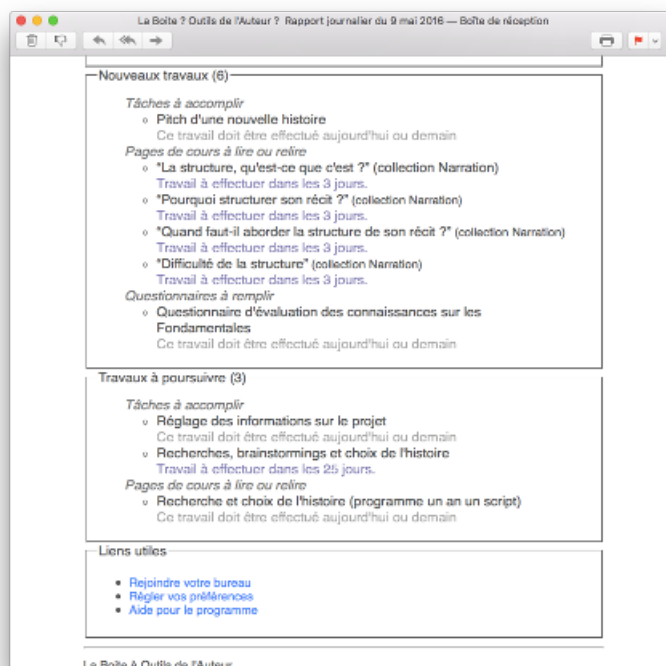 La Boite ? Outils de l'Auteur ? Rapport journalier du 9 mai 2016 — Boîte de réception
Nouveaux travaux (6)
Tâches à accomplir
Pitch d'une nouvelle histoire
Ce travail doit être effectué aujourd'hui ou demain
Pages de cours à lire ou relire
"La structure, qu'est-ce que c'est ?" (collection Narration)
Travail à effectuer dans les 3 jours.
"Pourquoi structurer son récit ?" (collection Narration)
Travail à effectuer dans les 3 jours.
"Quand faut-il aborder la structure de son récit ?" (collection Narration)
Travail à effectuer dans les 3 jours.
"Difficulté de la structure" (collection Narration)
Travail à effectuer dans les 3 jours.
Questionnaires à remplir
Questionnaire d'évaluation des connaissances sur les
Fondamentales
Ce travail doit être effectué aujourd'hui ou demain
Travaux à poursuivre (3)
Tâches à accomplir
Réglage des informations sur le projet
Ce travail doit être effectué aujourd'hui ou demain
Recherches, brainstormings et choix de l'histoire
Travail à effectuer dans les 25 jours.
Pages de cours à lire ou relire
Recherche et choix de l'histoire (programme un an un script)
Ce travail doit être effectué aujourd'hui ou demain
Liens utiles
Rejoindre votre bureau
Régler vos préférences
Aide pour le programme
La Boite à Outils de l'Auteur